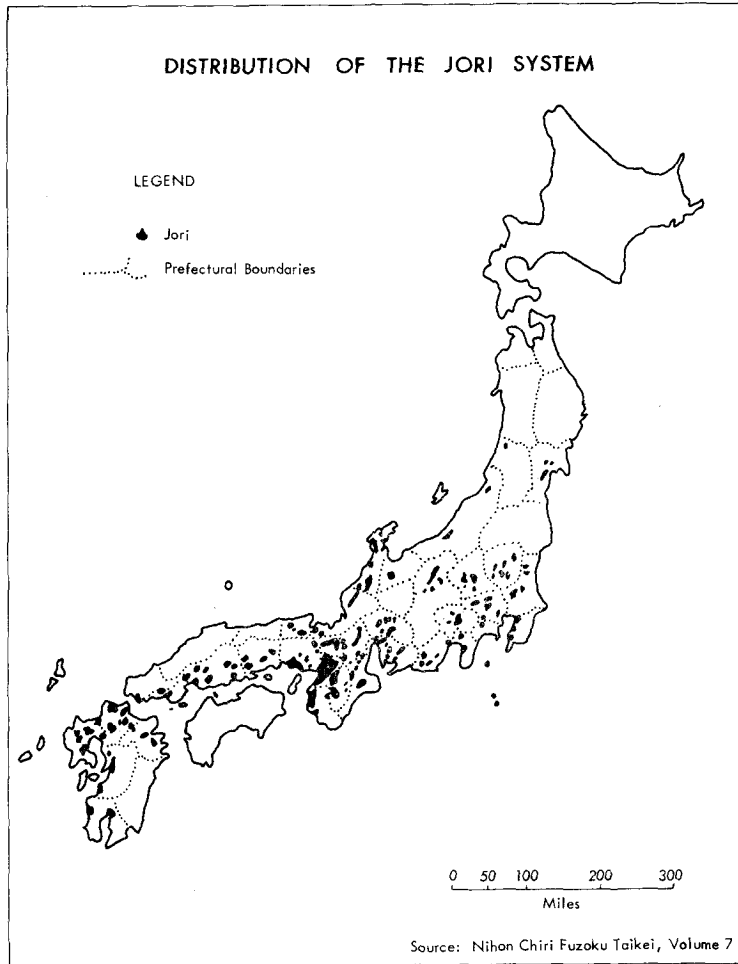 DISTRIBUTION OF THE JORI SYSTEM
LEGEND
Jori
Prefectural Boundaries
0 50 100 200 300
Miles
Source: Nihon Chiri Fuzoku Taikei, Volume 7